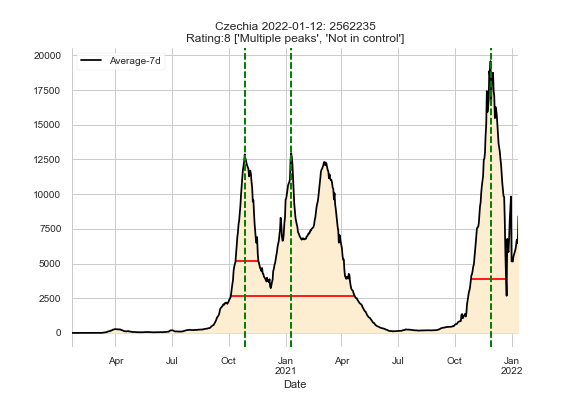 Czechia 2022-01-12: 2562235
Rating:8 ['Multiple peaks', 'Not in control']
Average-7d
20000
17500
15000
12500
10000
7500
5000
2500
0
Apr Jul Oct Jan Apr Jul Oct Jan
2021 2022
Date